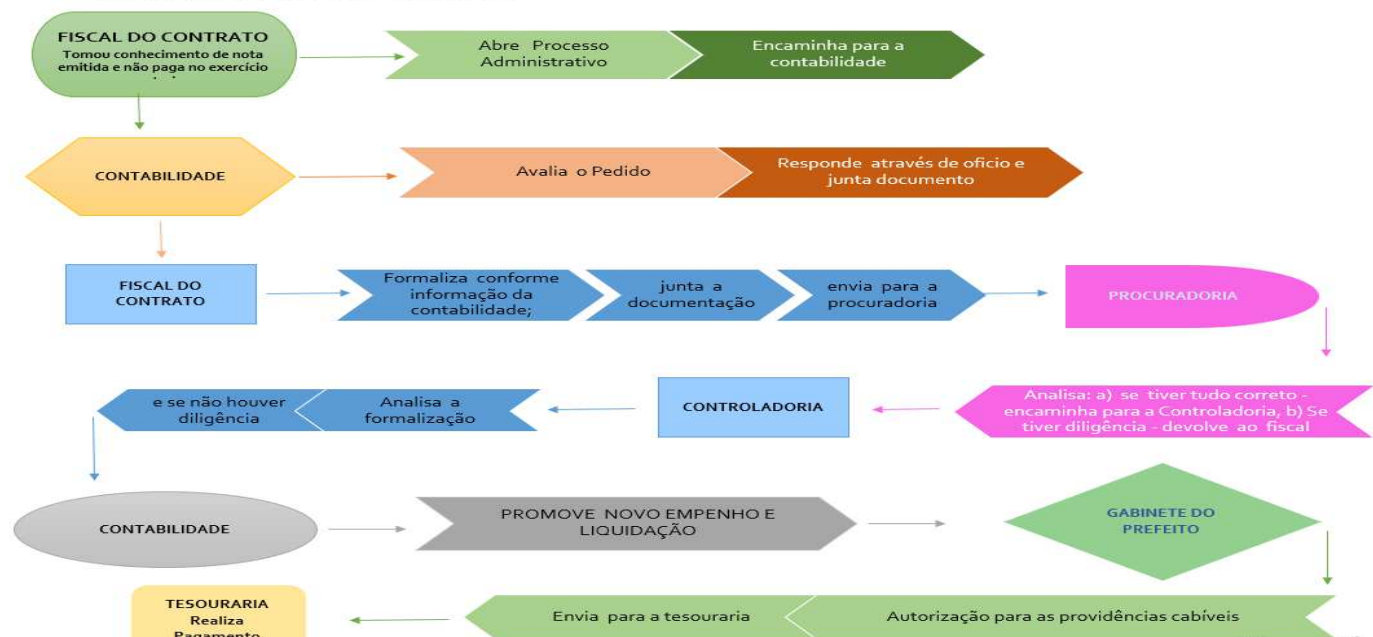 FISCAL DO CONTRATO
Tomou conhecimento de nota
emitida e não paga no exercício
Abre Processo
Administrativo
Encaminha para a
contabilidade
CONTABILIDADE
Avalia o Pedido
Responde através de oficio e
junta documento
FISCAL DO
CONTRATO
Formaliza conforme
informação da
contabilidade;
junta a
documentação
envia para a
procuradoria
PROCURADORIA
Analisa: a) se tiver tudo correto -
encaminha para a Controladoria, b) Se
tiver diligência - devolve ao fiscal
CONTROLADORIA
Analisa a
formalização
e se não houver
diligência
CONTABILIDADE
PROMOVE NOVO EMPENHO E
LIQUIDAÇÃO
GABINETE DO
PREFEITO
Autorização para as providências cabíveis
Envia para a tesouraria
TESOURARIA
Realiza
Pagamento